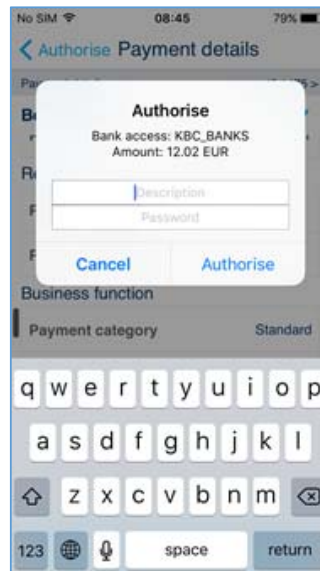 No SIM 08:45 79%
Authorise Payment details
Authorise
Bank access: KBC_BANKS
Amount: 12.02 EUR
Description
Password
Cancel Authorise
Business function
Payment category Standard
q w e r t y u i o p
a s d f g h j k l
z x c v b n m
123 space return